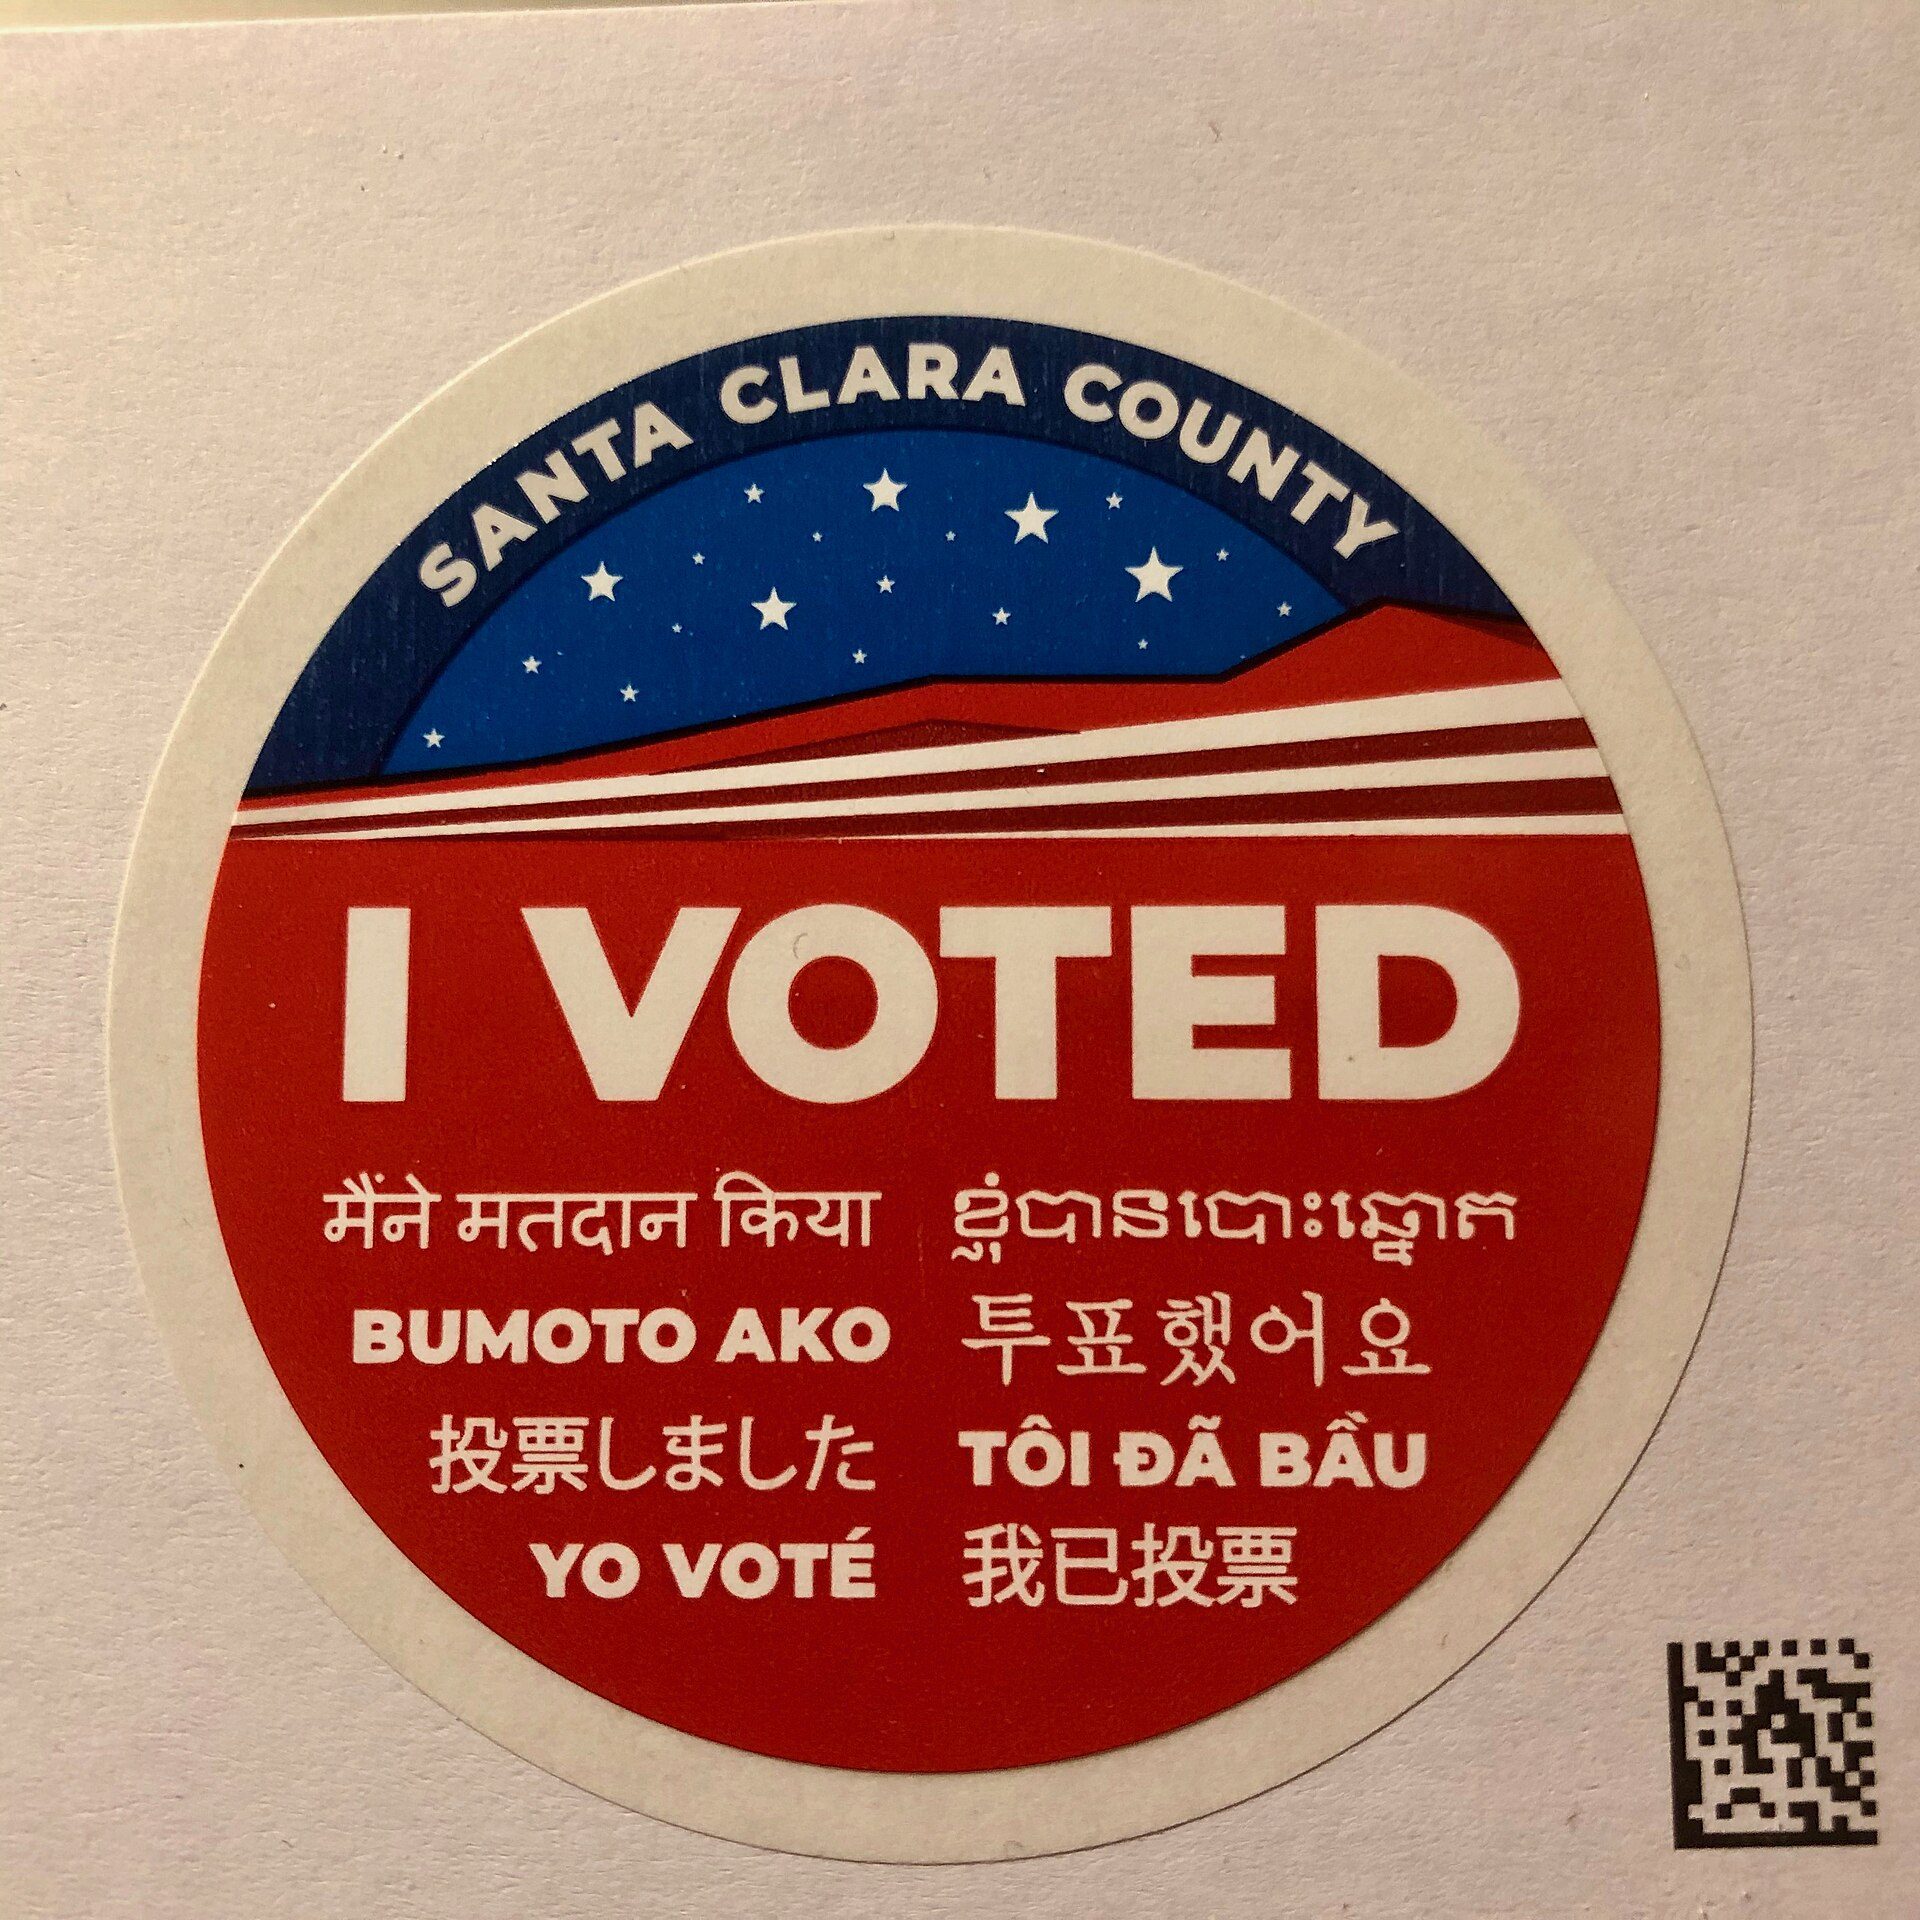 SANTA CLARA COUNTY
I VOTED
मैंने मतदान किया
ខ្ញុំបានបោះឆ្នោត
BUMOTO AKO
투표했어요
投票しました
TÔI ĐÃ BẦU
YO VOTÉ
我已投票